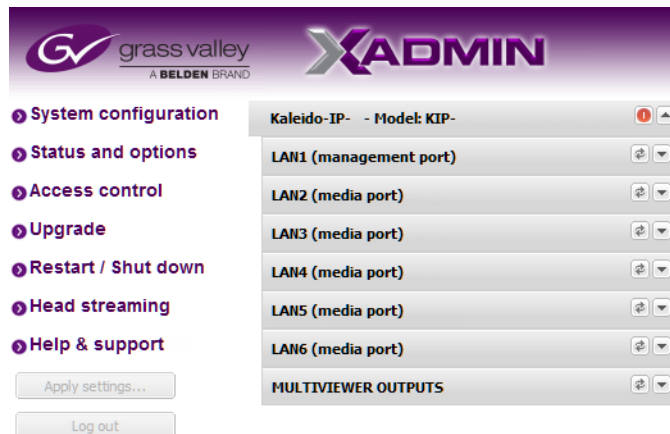 GV grass valley
A BELDEN BRAND
XADMIN
System configuration
Status and options
Access control
Upgrade
Restart / Shut down
Head streaming
Help & support
Apply settings...
Log out
Kaleido-IP- - Model: KIP-
LAN1 (management port)
LAN2 (media port)
LAN3 (media port)
LAN4 (media port)
LAN5 (media port)
LAN6 (media port)
MULTIVIEWER OUTPUTS